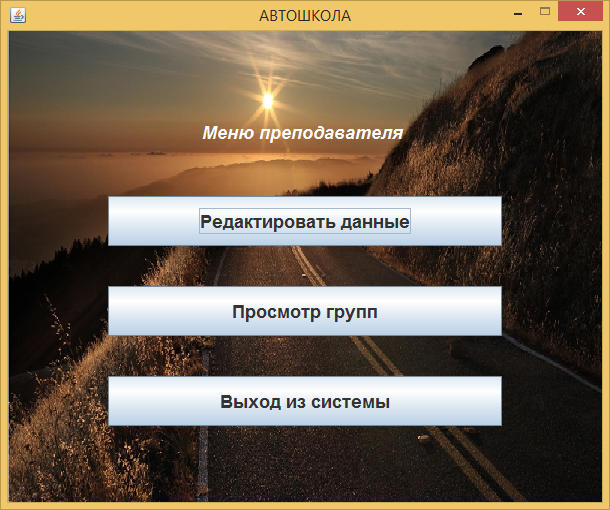 АВТОШКОЛА
Меню преподавателя
Редактировать данные
Просмотр групп
Выход из системы